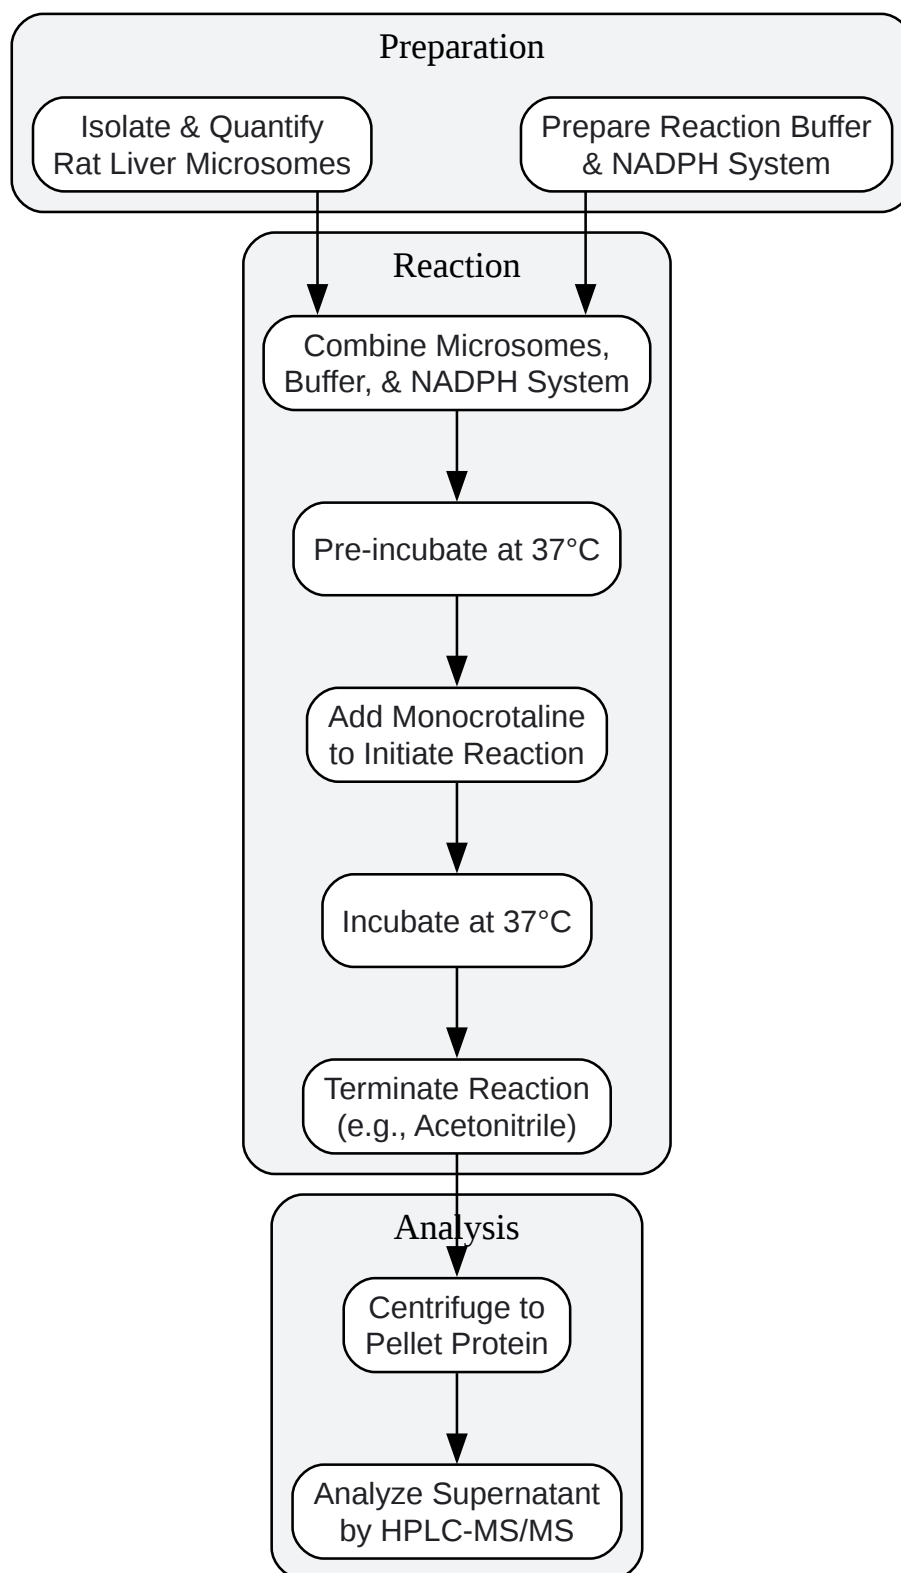 Preparation
Isolate & Quantify
Rat Liver Microsomes
Prepare Reaction Buffer
& NADPH System
Reaction
Combine Microsomes,
Buffer, & NADPH System
Pre-incubate at 37°C
Add Monocrotaline
to Initiate Reaction
Incubate at 37°C
Terminate Reaction
(e.g., Acetonitrile)
Analysis
Centrifuge to
Pellet Protein
Analyze Supernatant
by HPLC-MS/MS